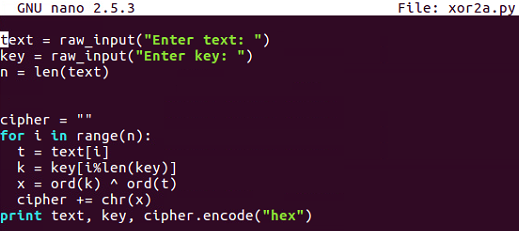 GNU nano 2.5.3 File: xor2a.py
text = raw_input("Enter text: ")
key = raw_input("Enter key: ")
n = len(text)
cipher = ""
for i in range(n):
  t = text[i]
  k = key[i%len(key)]
  x = ord(k) ^ ord(t)
  cipher += chr(x)
print text, key, cipher.encode("hex")